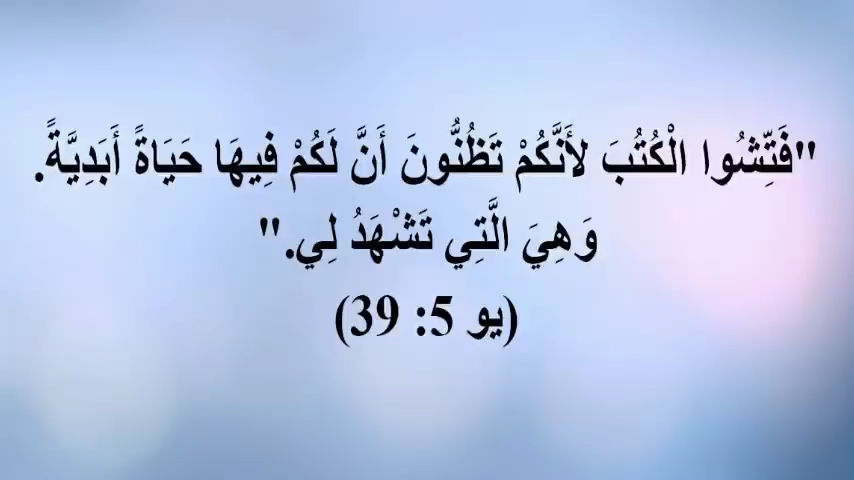 "فَتِّشُوا الْكُتُبَ لأَنَّكُمْ تَظُنُّونَ أَنَّ لَكُمْ فِيهَا حَيَاةً أَبَدِيَّةً.
وَهِيَ الَّتِي تَشْهَدُ لِي."
(يو 5: 39)